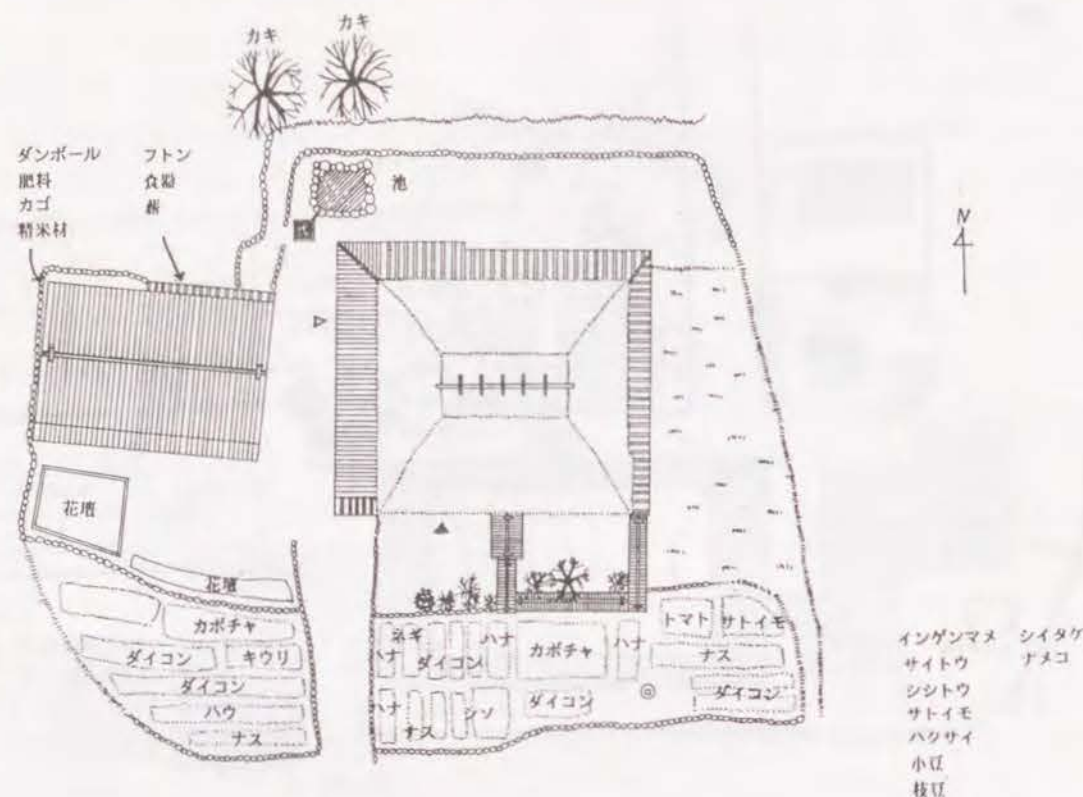 カキ
カキ
ダンボール
肥料
カゴ
精米材
フトン
食器
薪
池
N
花壇
花壇
カボチャ
ダイコン
キウリ
ダイコン
ハウ
ナス
ネギ
ハナ
ダイコン
ハナ
カボチャ
ハナ
ハナ
ナス
シソ
ダイコン
トマト
サトイモ
ナス
ダイコン
インゲンマメ
サイトウ
シシトウ
サトイモ
ハクサイ
小豆
枝豆
シイタケ
ナメコ